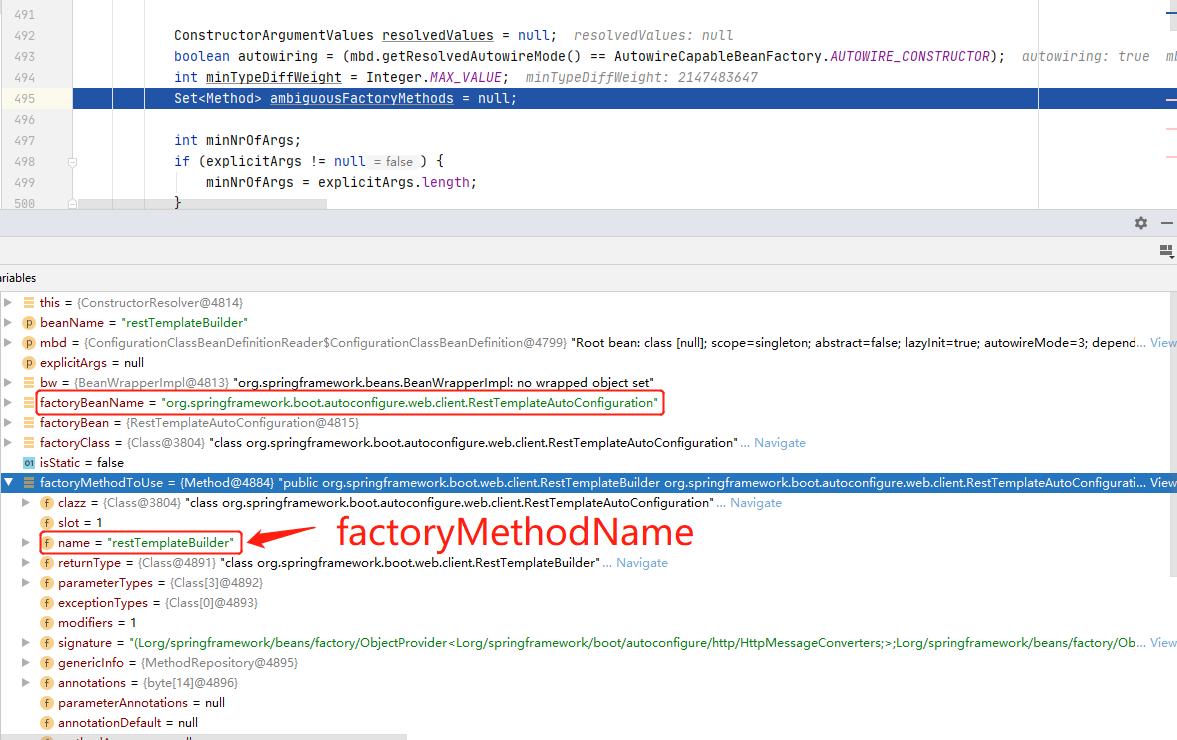 491
492 ConstructorArgumentValues resolvedValues = null; resolvedValues: null
493 boolean autowiring = (mbd.getResolvedAutowireMode() == AutowireCapableBeanFactory.AUTOWIRE_CONSTRUCTOR); autowiring: true mb
494 int minTypeDiffWeight = Integer.MAX_VALUE; minTypeDiffWeight: 2147483647
495 Set<Method> ambiguousFactoryMethods = null;
496
497 int minNrOfArgs;
498 if (explicitArgs != null = false ) {
499 minNrOfArgs = explicitArgs.length;
500 }
ariables
this = {ConstructorResolver@4814}
p beanName = "restTemplateBuilder"
p mbd = {ConfigurationClassBeanDefinitionReader$ConfigurationClassBeanDefinition@4799} "Root bean: class [null]; scope=singleton; abstract=false; lazyInit=true; autowireMode=3; depend... View
p explicitArgs = null
bw = {BeanWrapperImpl@4813} "org.springframework.beans.BeanWrapperImpl: no wrapped object set"
factoryBeanName = "org.springframework.boot.autoconfigure.web.client.RestTemplateAutoConfiguration"
factoryBean = {RestTemplateAutoConfiguration@4815}
factoryClass = {Class@3804} "class org.springframework.boot.autoconfigure.web.client.RestTemplateAutoConfiguration" ... Navigate
01 isStatic = false
factoryMethodToUse = {Method@4884} "public org.springframework.boot.web.client.RestTemplateBuilder org.springframework.boot.autoconfigure.web.client.RestTemplateAutoConfigurati... View
f clazz = {Class@3804} "class org.springframework.boot.autoconfigure.web.client.RestTemplateAutoConfiguration" ... Navigate
f slot = 1
f name = "restTemplateBuilder" factoryMethodName
f returnType = {Class@4891} "class org.springframework.boot.web.client.RestTemplateBuilder" ... Navigate
f parameterTypes = {Class[3]@4892}
f exceptionTypes = {Class[0]@4893}
f modifiers = 1
f signature = "(Lorg/springframework/beans/factory/ObjectProvider<Lorg/springframework/boot/autoconfigure/http/HttpMessageConverters;>;Lorg/springframework/beans/factory/Ob... View
f genericInfo = {MethodRepository@4895}
f annotations = {byte[14]@4896}
f parameterAnnotations = null
f annotationDefault = null